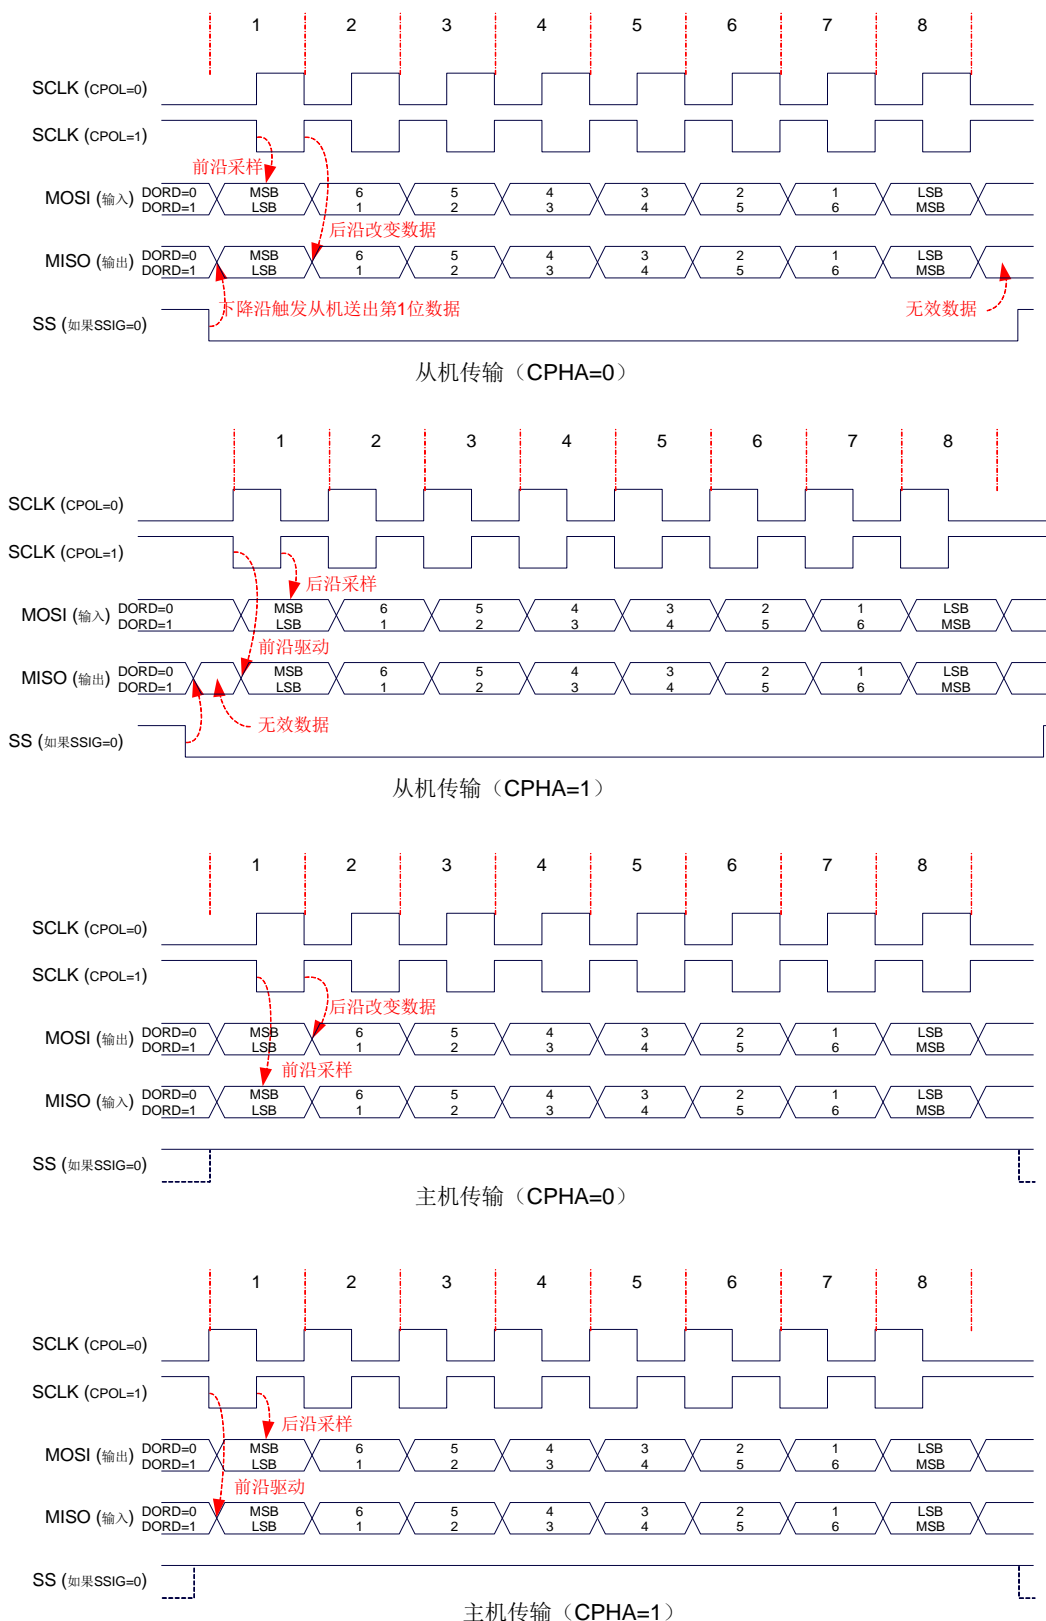 1 2 3 4 5 6 7 8
SCLK (CPOL=0)
SCLK (CPOL=1)
前沿采样
MOSI (输入) DORD=0 MSB 6 5 4 3 2 1 LSB
DORD=1 LSB 1 2 3 4 5 6 MSB
后沿改变数据
MISO (输出) DORD=0 MSB 6 5 4 3 2 1 LSB
DORD=1 LSB 1 2 3 4 5 6 MSB
下降沿触发从机送出第1位数据 无效数据
SS (如果SSIG=0)
从机传输（CPHA=0）
1 2 3 4 5 6 7 8
SCLK (CPOL=0)
SCLK (CPOL=1)
后沿采样
MOSI (输入) DORD=0 MSB 6 5 4 3 2 1 LSB
DORD=1 LSB 1 2 3 4 5 6 MSB
前沿驱动
MISO (输出) DORD=0 MSB 6 5 4 3 2 1 LSB
DORD=1 LSB 1 2 3 4 5 6 MSB
无效数据
SS (如果SSIG=0)
从机传输（CPHA=1）
1 2 3 4 5 6 7 8
SCLK (CPOL=0)
SCLK (CPOL=1)
后沿改变数据
MOSI (输出) DORD=0 MSB 6 5 4 3 2 1 LSB
DORD=1 LSB 1 2 3 4 5 6 MSB
前沿采样
MISO (输入) DORD=0 MSB 6 5 4 3 2 1 LSB
DORD=1 LSB 1 2 3 4 5 6 MSB
SS (如果SSIG=0)
主机传输（CPHA=0）
1 2 3 4 5 6 7 8
SCLK (CPOL=0)
SCLK (CPOL=1)
后沿采样
MOSI (输出) DORD=0 MSB 6 5 4 3 2 1 LSB
DORD=1 LSB 1 2 3 4 5 6 MSB
前沿驱动
MISO (输入) DORD=0 MSB 6 5 4 3 2 1 LSB
DORD=1 LSB 1 2 3 4 5 6 MSB
SS (如果SSIG=0)
主机传输（CPHA=1）